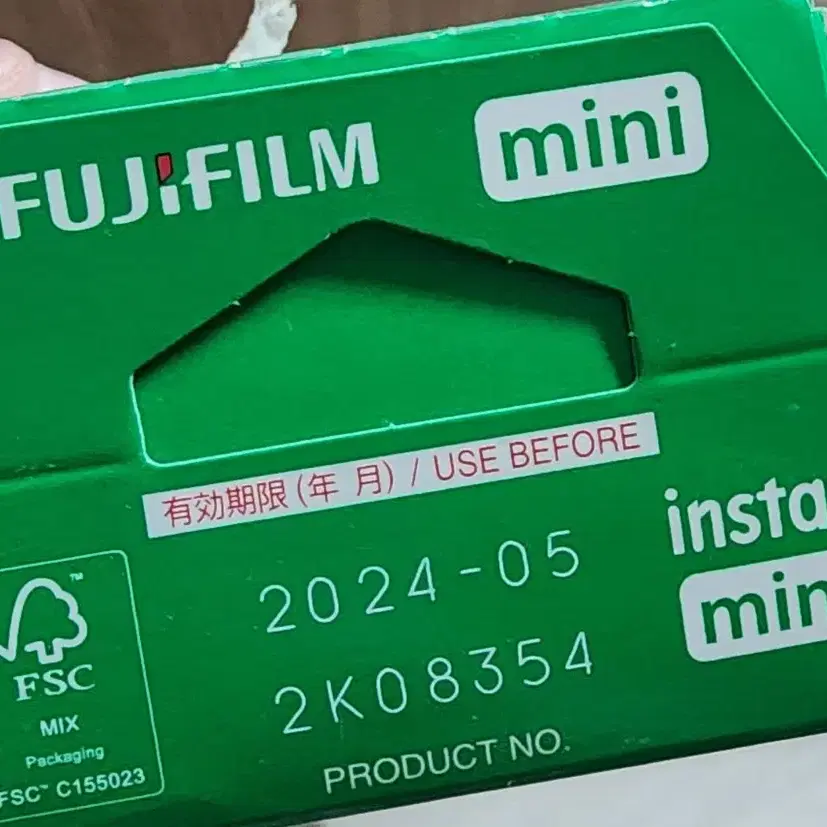 FUJIFILM
mini
有効期限(年 月) / USE BEFORE
2024-05
2K08354
PRODUCT NO.
insta
min
FSC
MIX
Packaging
FSC™ C155023